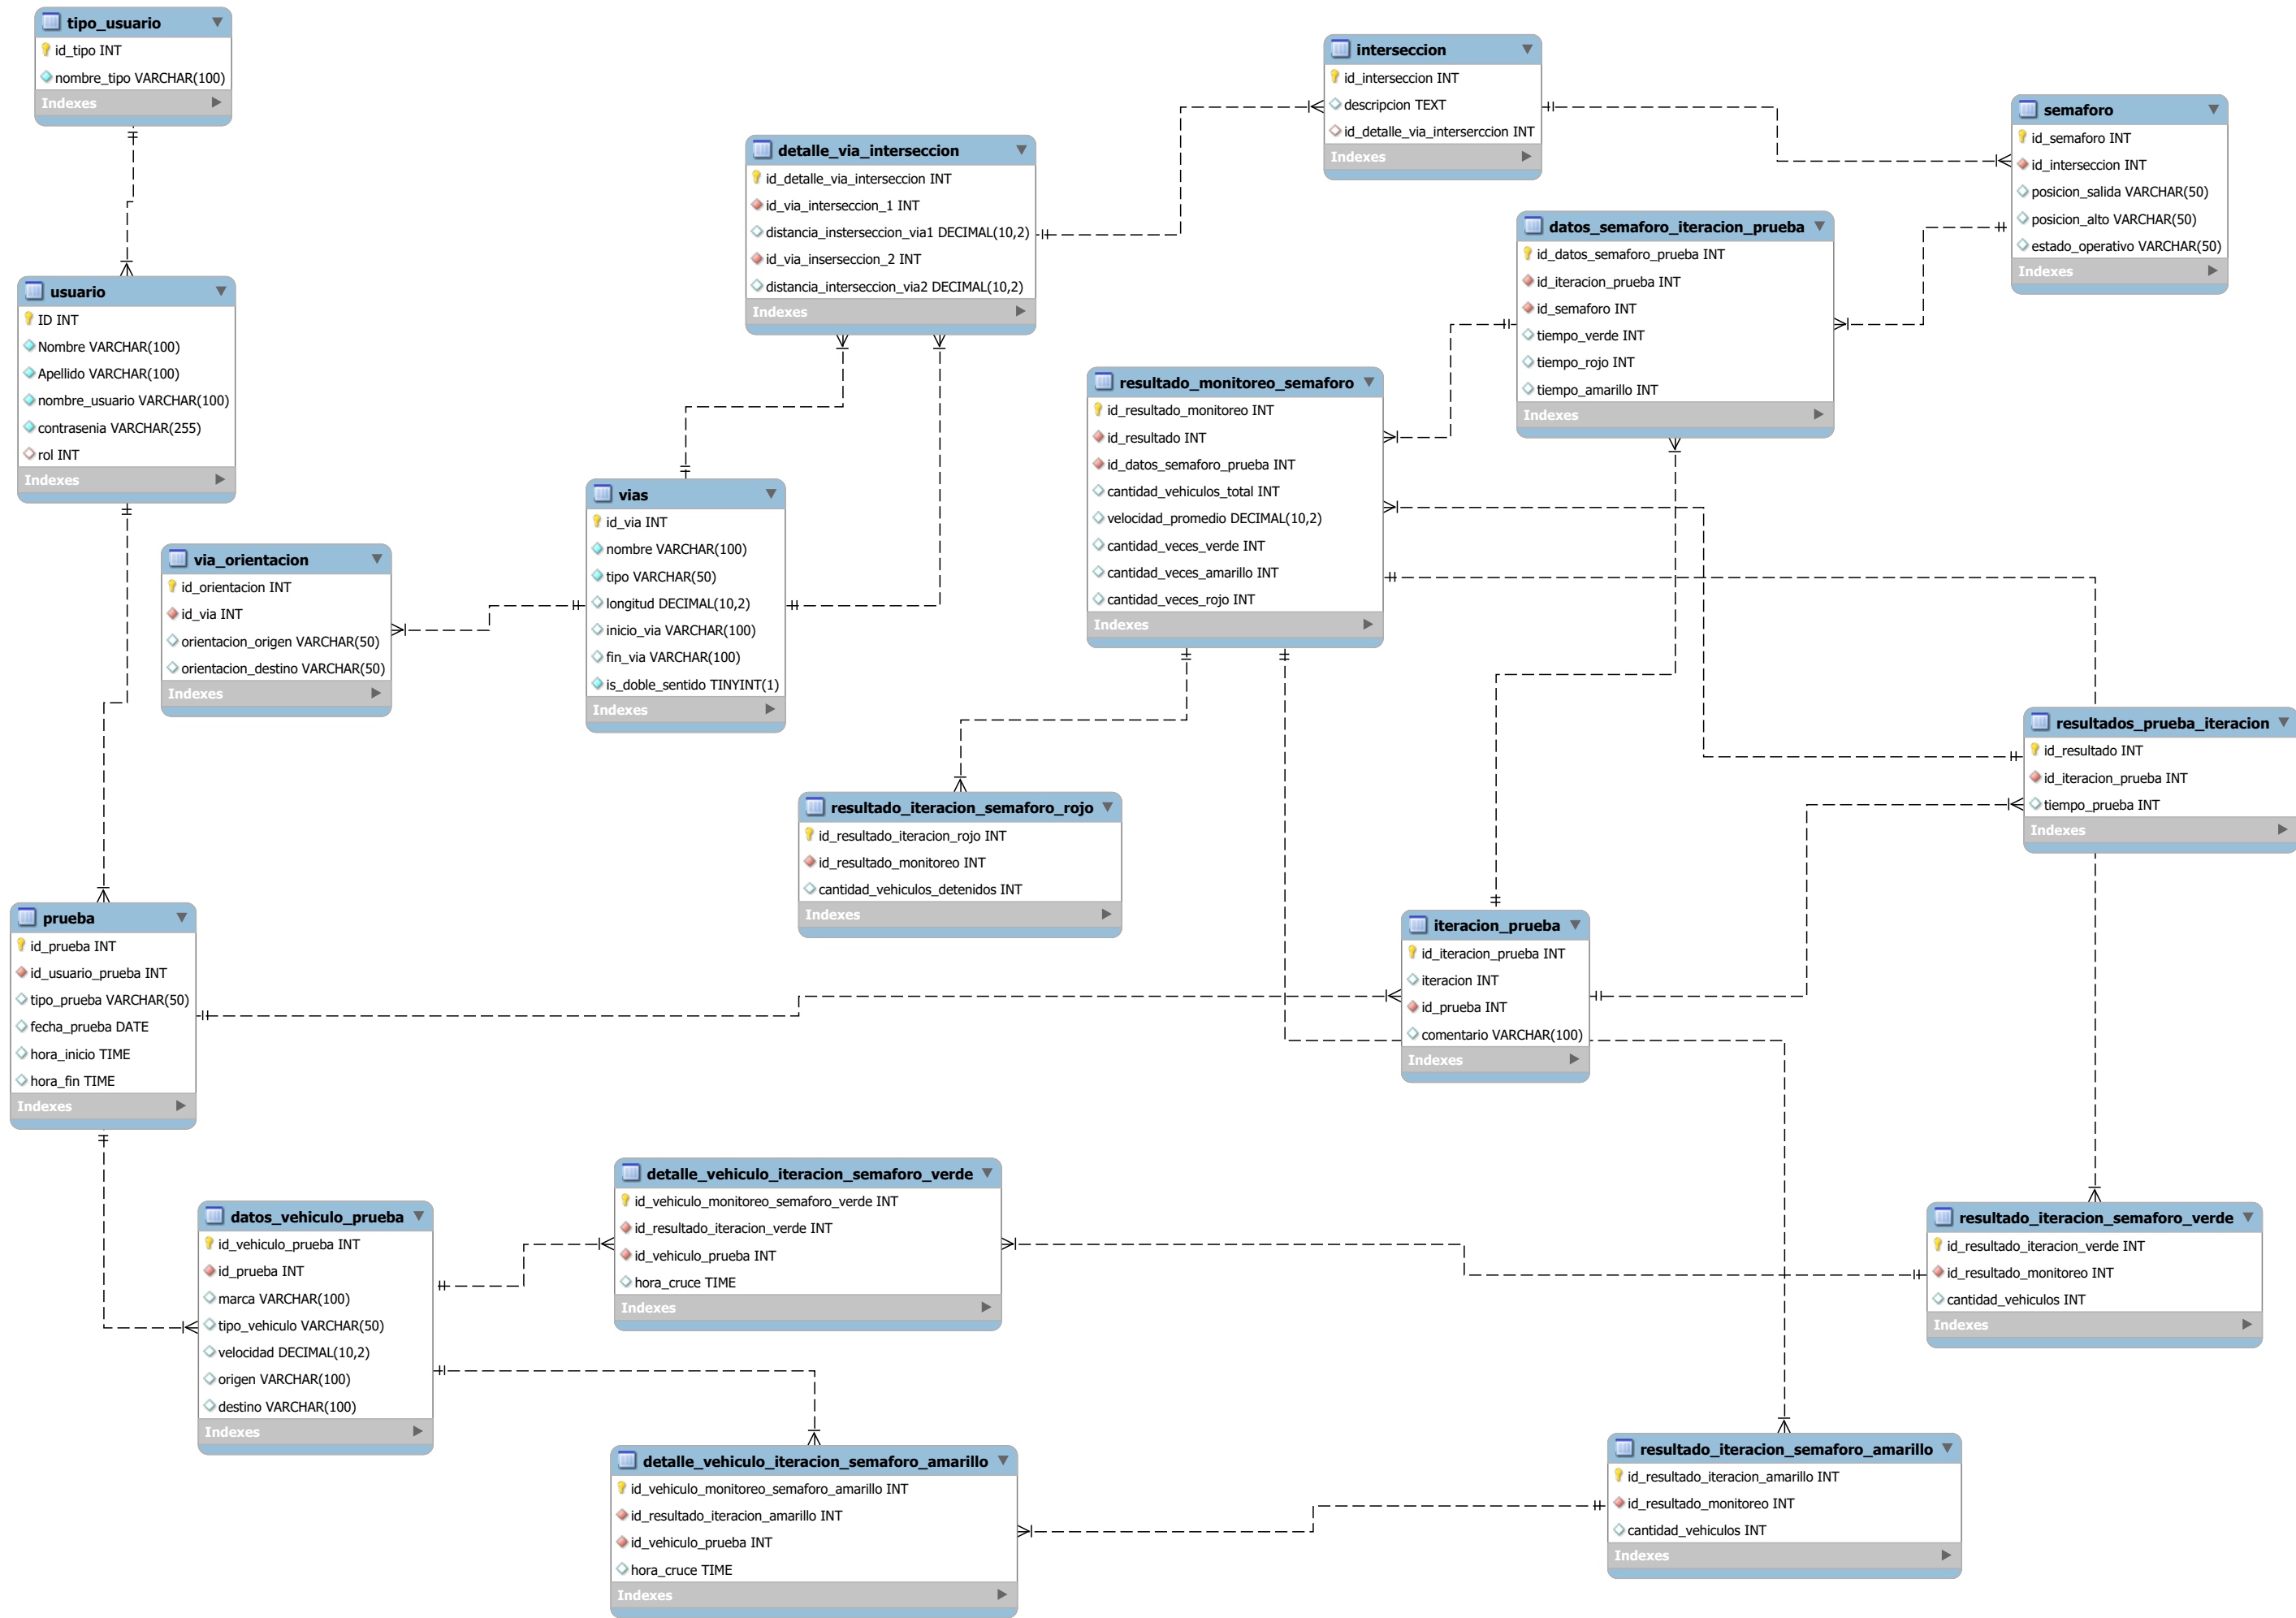 tipo_usuario
id_tipo INT
nombre_tipo VARCHAR(100)
Indexes
interseccion
id_interseccion INT
descripcion TEXT
id_detalle_via_interserccion INT
Indexes
semaforo
id_semaforo INT
id_interseccion INT
posicion_salida VARCHAR(50)
posicion_alto VARCHAR(50)
estado_operativo VARCHAR(50)
Indexes
detalle_via_interseccion
id_detalle_via_interseccion INT
id_via_interseccion_1 INT
distancia_insterseccion_via1 DECIMAL(10,2)
id_via_inserseccion_2 INT
distancia_interseccion_via2 DECIMAL(10,2)
Indexes
datos_semaforo_iteracion_prueba
id_datos_semaforo_prueba INT
id_iteracion_prueba INT
id_semaforo INT
tiempo_verde INT
tiempo_rojo INT
tiempo_amarillo INT
Indexes
usuario
ID INT
Nombre VARCHAR(100)
Apellido VARCHAR(100)
nombre_usuario VARCHAR(100)
contrasenia VARCHAR(255)
rol INT
Indexes
resultado_monitoreo_semaforo
id_resultado_monitoreo INT
id_resultado INT
id_datos_semaforo_prueba INT
cantidad_vehiculos_total INT
velocidad_promedio DECIMAL(10,2)
cantidad_veces_verde INT
cantidad_veces_amarillo INT
cantidad_veces_rojo INT
Indexes
vias
id_via INT
nombre VARCHAR(100)
tipo VARCHAR(50)
longitud DECIMAL(10,2)
inicio_via VARCHAR(100)
fin_via VARCHAR(100)
is_doble_sentido TINYINT(1)
Indexes
via_orientacion
id_orientacion INT
id_via INT
orientacion_origen VARCHAR(50)
orientacion_destino VARCHAR(50)
Indexes
resultados_prueba_iteracion
id_resultado INT
id_iteracion_prueba INT
tiempo_prueba INT
Indexes
resultado_iteracion_semaforo_rojo
id_resultado_iteracion_rojo INT
id_resultado_monitoreo INT
cantidad_vehiculos_detenidos INT
Indexes
prueba
id_prueba INT
id_usuario_prueba INT
tipo_prueba VARCHAR(50)
fecha_prueba DATE
hora_inicio TIME
hora_fin TIME
Indexes
iteracion_prueba
id_iteracion_prueba INT
iteracion INT
id_prueba INT
comentario VARCHAR(100)
Indexes
detalle_vehiculo_iteracion_semaforo_verde
id_vehiculo_monitoreo_semaforo_verde INT
id_resultado_iteracion_verde INT
id_vehiculo_prueba INT
hora_cruce TIME
Indexes
datos_vehiculo_prueba
id_vehiculo_prueba INT
id_prueba INT
marca VARCHAR(100)
tipo_vehiculo VARCHAR(50)
velocidad DECIMAL(10,2)
origen VARCHAR(100)
destino VARCHAR(100)
Indexes
resultado_iteracion_semaforo_verde
id_resultado_iteracion_verde INT
id_resultado_monitoreo INT
cantidad_vehiculos INT
Indexes
detalle_vehiculo_iteracion_semaforo_amarillo
id_vehiculo_monitoreo_semaforo_amarillo INT
id_resultado_iteracion_amarillo INT
id_vehiculo_prueba INT
hora_cruce TIME
Indexes
resultado_iteracion_semaforo_amarillo
id_resultado_iteracion_amarillo INT
id_resultado_monitoreo INT
cantidad_vehiculos INT
Indexes